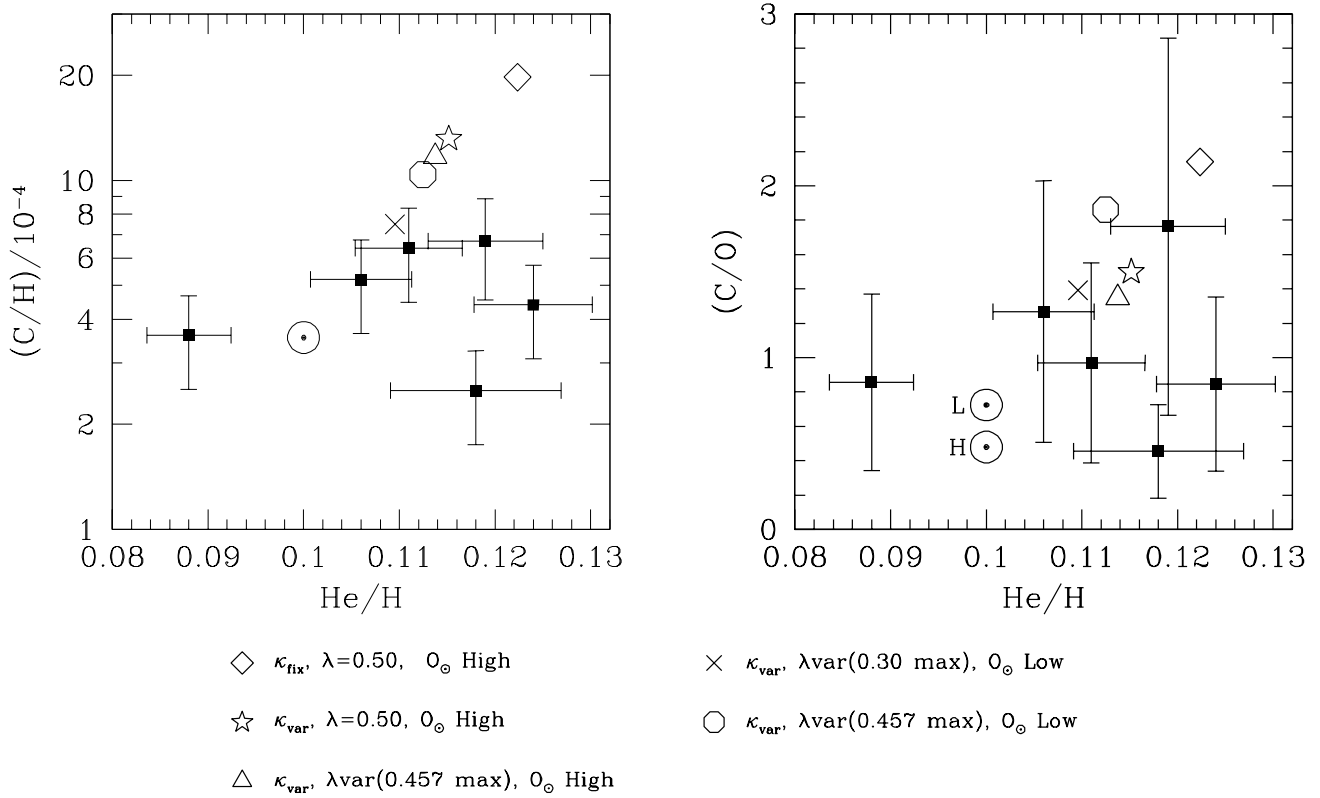 (C/H)/10⁻⁴
20
10
8
6
4
2
1
0.08 0.09 0.1 0.11 0.12 0.13
He/H
(C/O)
3
2
1
0
L
H
0.08 0.09 0.1 0.11 0.12 0.13
He/H
κfix, λ=0.50, O⊙ High
κvar, λ=0.50, O⊙ High
κvar, λvar(0.457 max), O⊙ High
κvar, λvar(0.30 max), O⊙ Low
κvar, λvar(0.457 max), O⊙ Low